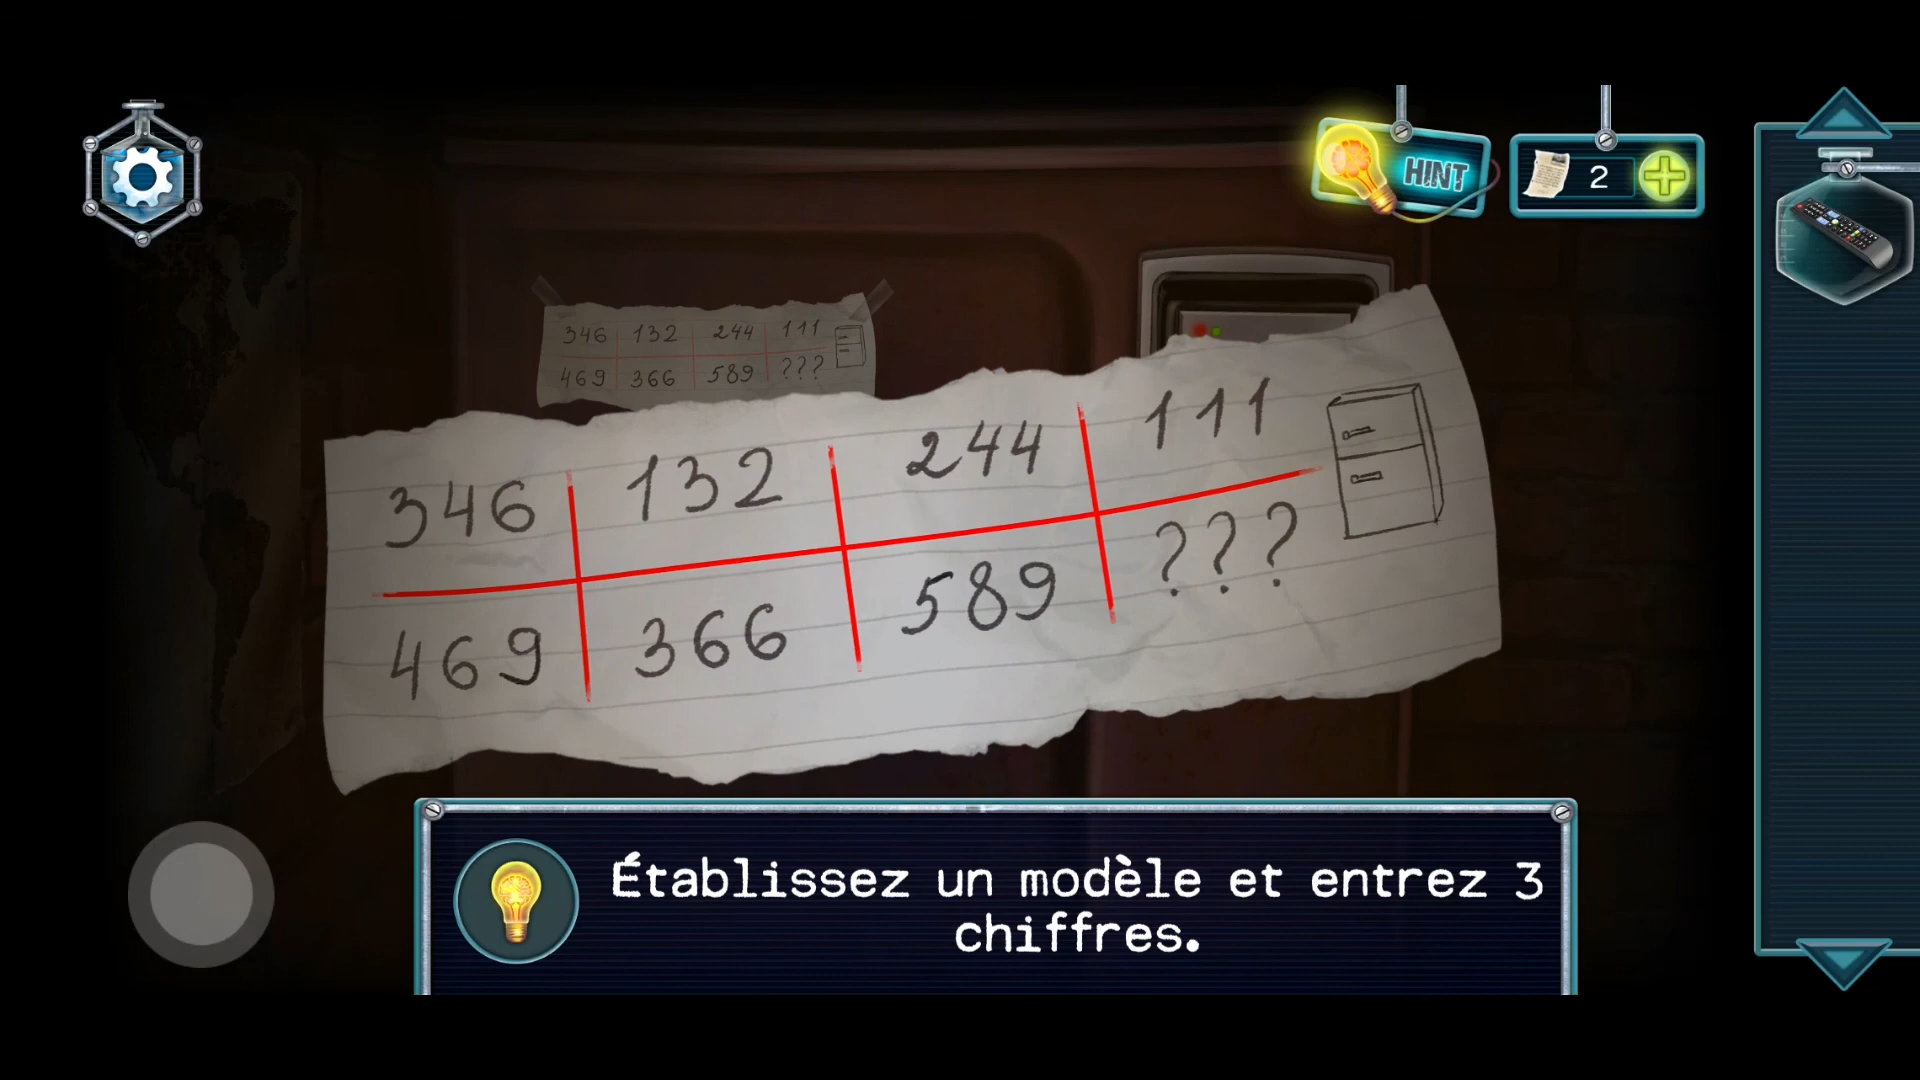 HINT
2
346 132 244 111
469 366 589 ???
346 132 244 111
469 366 589 ???
Établissez un modèle et entrez 3
chiffres.